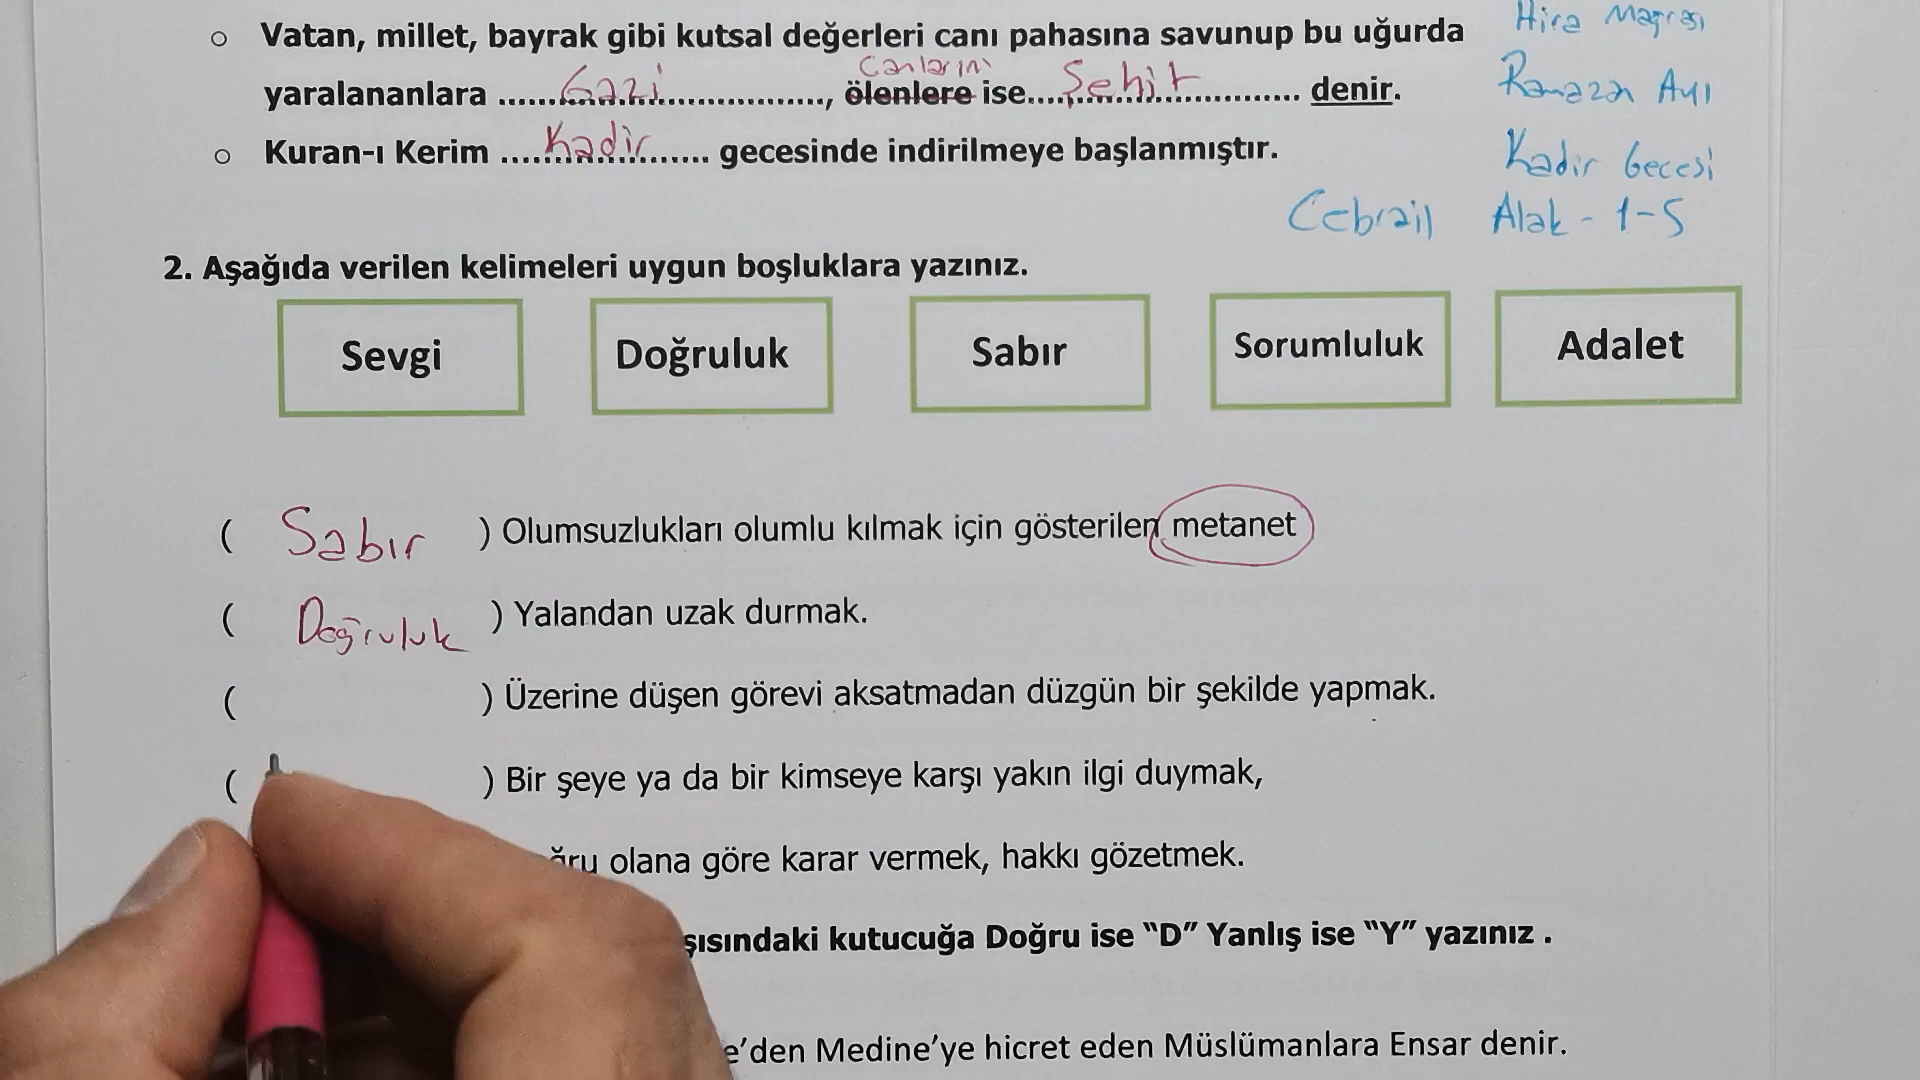 Vatan, millet, bayrak gibi kutsal değerleri canı pahasına savunup bu uğurda
Hira Mağrası
canlarını
yaralananlara ......Gazi......................, ölenlere ise.....Şehit..................... denir.
Ramazan Ayı
Kuran-ı Kerim .....Kadir.......... gecesinde indirilmeye başlanmıştır.
Kadir Gecesi
Cebrail Alak - 1-5
2. Aşağıda verilen kelimeleri uygun boşluklara yazınız.
Sevgi Doğruluk Sabır Sorumluluk Adalet
( Sabır ) Olumsuzlukları olumlu kılmak için gösterilen metanet
( Doğruluk ) Yalandan uzak durmak.
( ) Üzerine düşen görevi aksatmadan düzgün bir şekilde yapmak.
( ) Bir şeye ya da bir kimseye karşı yakın ilgi duymak,
olana göre karar vermek, hakkı gözetmek.
kutucuğa Doğru ise “D” Yanlış ise “Y” yazınız .
Medine’ye hicret eden Müslümanlara Ensar denir.